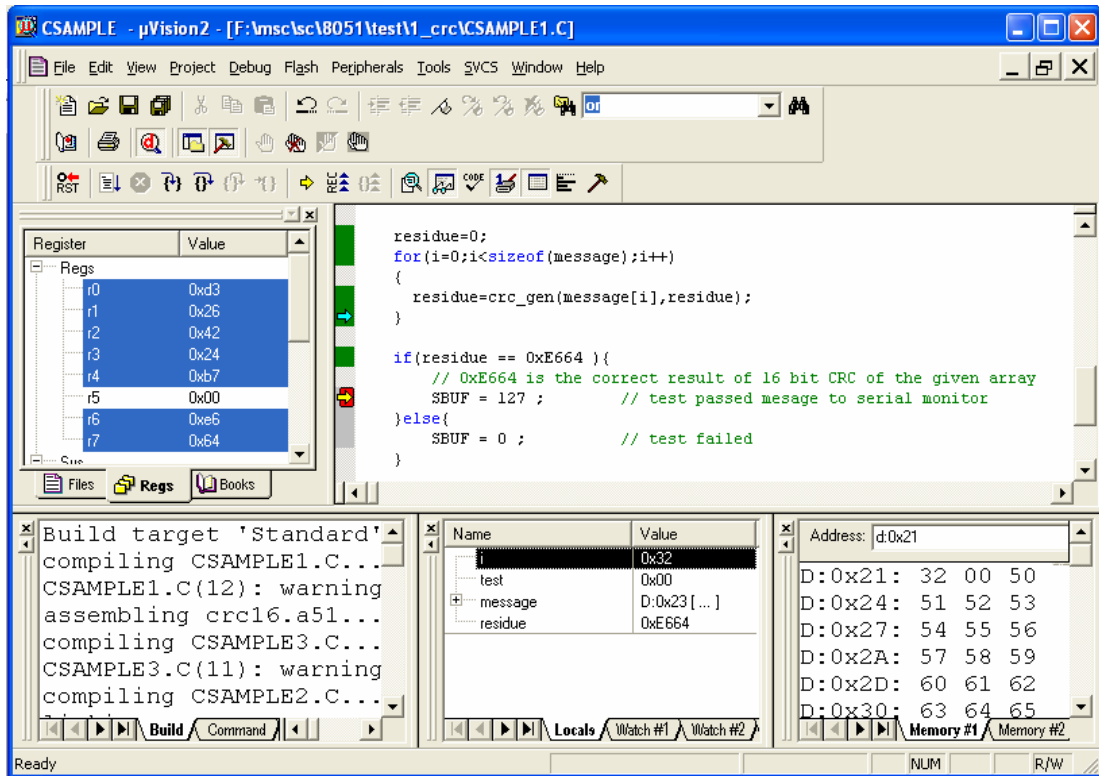 CSAMPLE - µVision2 - [F:\msc\sc\8051\test\1_crc\CSAMPLE1.C]
File Edit View Project Debug Flash Peripherals Tools SVCS Window Help
or
RST CODE
Register Value
Regs
r0 0xd3
r1 0x26
r2 0x42
r3 0x24
r4 0xb7
r5 0x00
r6 0xe6
r7 0x64
Sys
Files Regs Books
residue=0;
for(i=0;i<sizeof(message);i++)
{
residue=crc_gen(message[i],residue);
}
if(residue == 0xE664 ){
// 0xE664 is the correct result of 16 bit CRC of the given array
SBUF = 127 ; // test passed mesage to serial monitor
}else{
SBUF = 0 ; // test failed
}
Build target 'Standard'
compiling CSAMPLE1.C...
CSAMPLE1.C(12): warning
assembling crc16.a51...
compiling CSAMPLE3.C...
CSAMPLE3.C(11): warning
compiling CSAMPLE2.C...
Build Command
Name Value
i 0x32
test 0x00
message D:0x23 [ ... ]
residue 0xE664
Locals Watch #1 Watch #2
Address: d:0x21
D:0x21: 32 00 50
D:0x24: 51 52 53
D:0x27: 54 55 56
D:0x2A: 57 58 59
D:0x2D: 60 61 62
D:0x30: 63 64 65
Memory #1 Memory #2
Ready NUM R/W